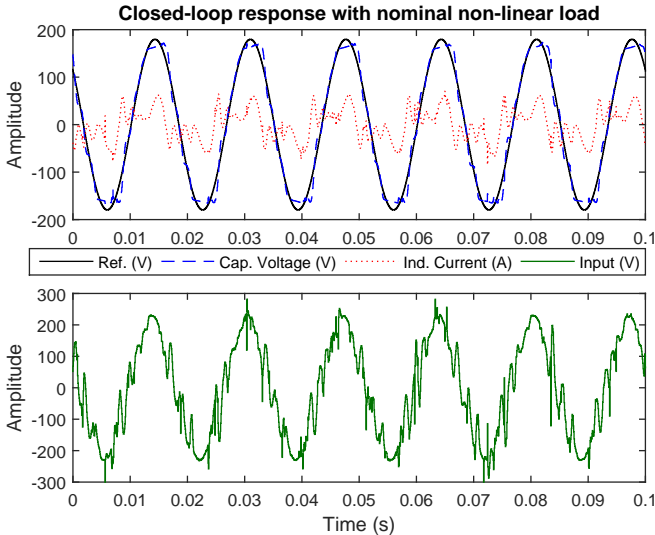 Closed-loop response with nominal non-linear load
Amplitude
200
100
0
-100
-200
0 0.01 0.02 0.03 0.04 0.05 0.06 0.07 0.08 0.09 0.1
Ref. (V) Cap. Voltage (V) Ind. Current (A) Input (V)
Amplitude
300
200
100
0
-100
-200
-300
0 0.01 0.02 0.03 0.04 0.05 0.06 0.07 0.08 0.09 0.1
Time (s)